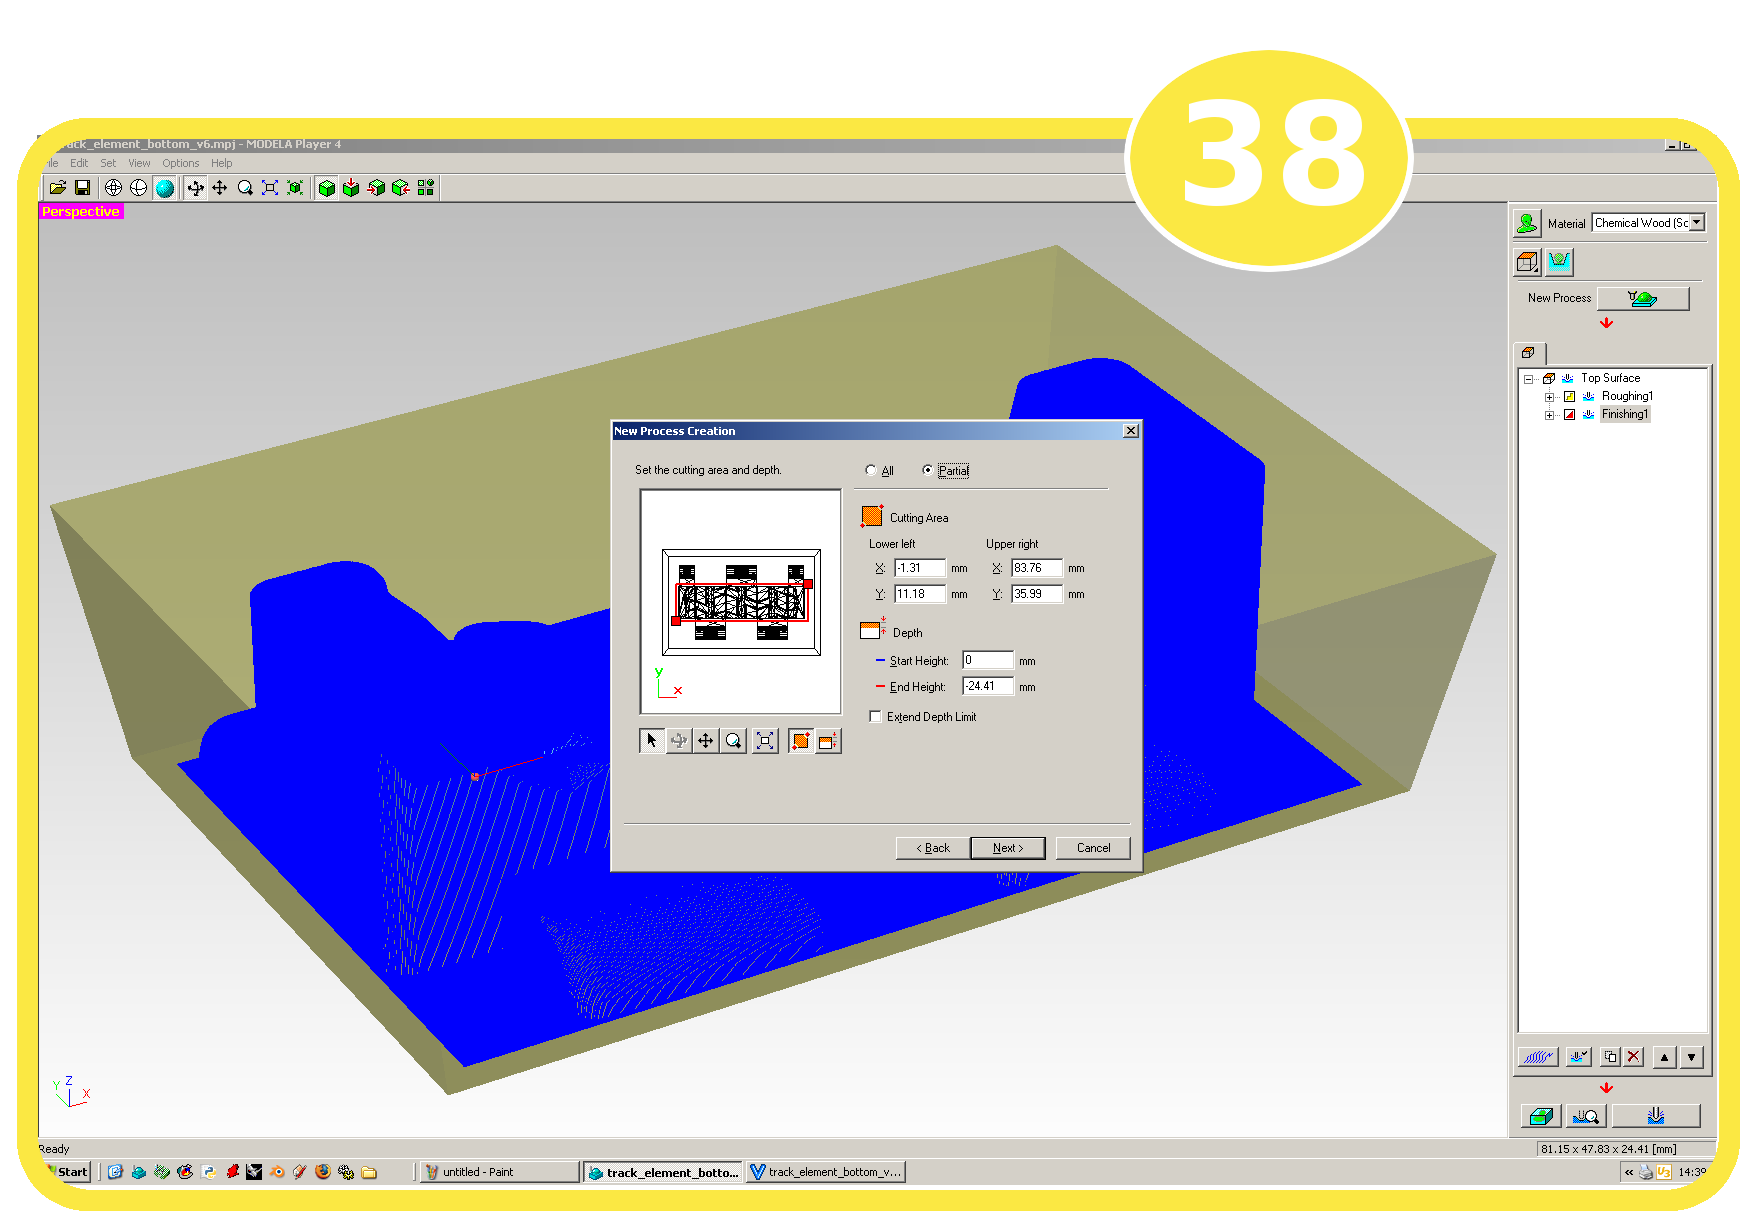 38
track_element_bottom_v6.mpj - MODELA Player 4
File Edit Set View Options Help
Perspective
Material Chemical Wood (Sc
New Process
Top Surface
Roughing1
Finishing1
New Process Creation
Set the cutting area and depth.
All Partial
Cutting Area
Lower left Upper right
X: -1.31 mm X: 83.76 mm
Y: 11.18 mm Y: 35.99 mm
Depth
Start Height: 0 mm
End Height: -24.41 mm
Extend Depth Limit
y
x
< Back Next > Cancel
Y Z X
Ready
81.15 x 47.83 x 24.41 [mm]
Start untitled - Paint track_element_botto... track_element_bottom_v... « 14:39